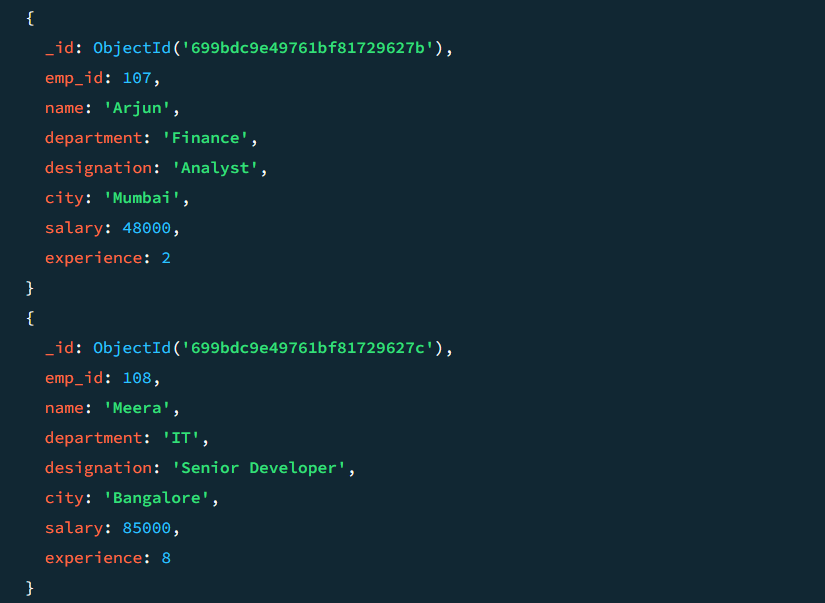 {
  _id: ObjectId('699bdc9e49761bf81729627b'),
  emp_id: 107,
  name: 'Arjun',
  department: 'Finance',
  designation: 'Analyst',
  city: 'Mumbai',
  salary: 48000,
  experience: 2
}
{
  _id: ObjectId('699bdc9e49761bf81729627c'),
  emp_id: 108,
  name: 'Meera',
  department: 'IT',
  designation: 'Senior Developer',
  city: 'Bangalore',
  salary: 85000,
  experience: 8
}